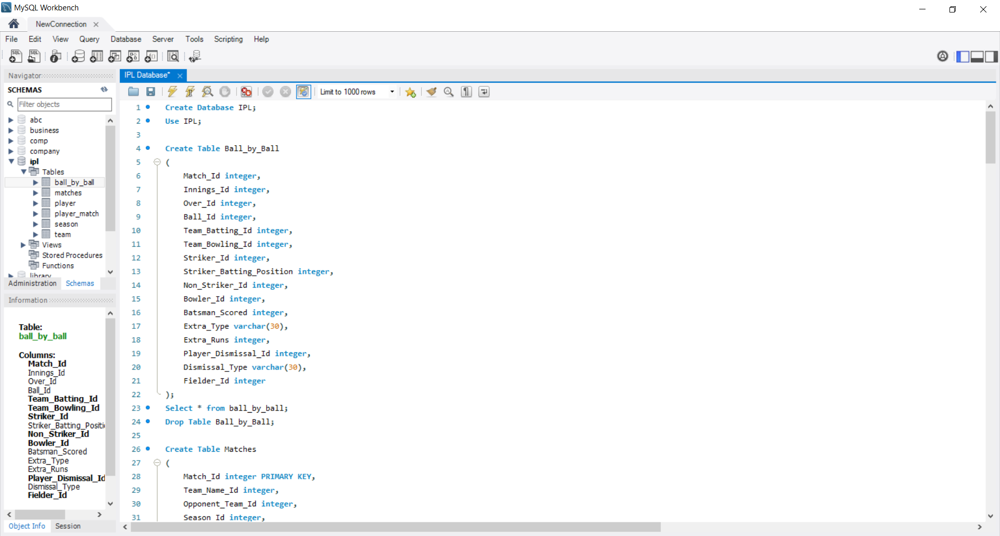 MySQL Workbench
NewConnection
File Edit View Query Database Server Tools Scripting Help
Navigator
SCHEMAS
Filter objects
abc
business
comp
company
ipl
Tables
ball_by_ball
matches
player
player_match
season
team
Views
Stored Procedures
Functions
library
Administration Schemas
Information
Table:
ball_by_ball
Columns:
Match_Id
Innings_Id
Over_Id
Ball_Id
Team_Batting_Id
Team_Bowling_Id
Striker_Id
Striker_Batting_Positi
Non_Striker_Id
Bowler_Id
Batsman_Scored
Extra_Type
Extra_Runs
Player_Dismissal_Id
Dismissal_Type
Fielder_Id
Object Info Session
IPL Database*
Limit to 1000 rows
1 Create Database IPL;
2 Use IPL;
3
4 Create Table Ball_by_Ball
5 (
6 Match_Id integer,
7 Innings_Id integer,
8 Over_Id integer,
9 Ball_Id integer,
10 Team_Batting_Id integer,
11 Team_Bowling_Id integer,
12 Striker_Id integer,
13 Striker_Batting_Position integer,
14 Non_Striker_Id integer,
15 Bowler_Id integer,
16 Batsman_Scored integer,
17 Extra_Type varchar(30),
18 Extra_Runs integer,
19 Player_Dismissal_Id integer,
20 Dismissal_Type varchar(30),
21 Fielder_Id integer
22 );
23 Select * from ball_by_ball;
24 Drop Table Ball_by_Ball;
25
26 Create Table Matches
27 (
28 Match_Id integer PRIMARY KEY,
29 Team_Name_Id integer,
30 Opponent_Team_Id integer,
31 Season_Id integer,